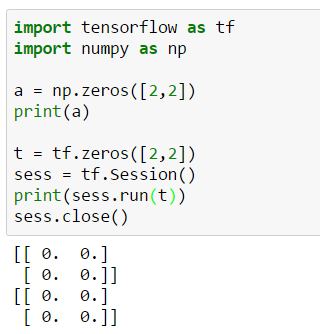 import tensorflow as tf
import numpy as np
a = np.zeros([2,2])
print(a)
t = tf.zeros([2,2])
sess = tf.Session()
print(sess.run(t))
sess.close()
[[ 0.  0.]
 [ 0.  0.]]
[[ 0.  0.]
 [ 0.  0.]]